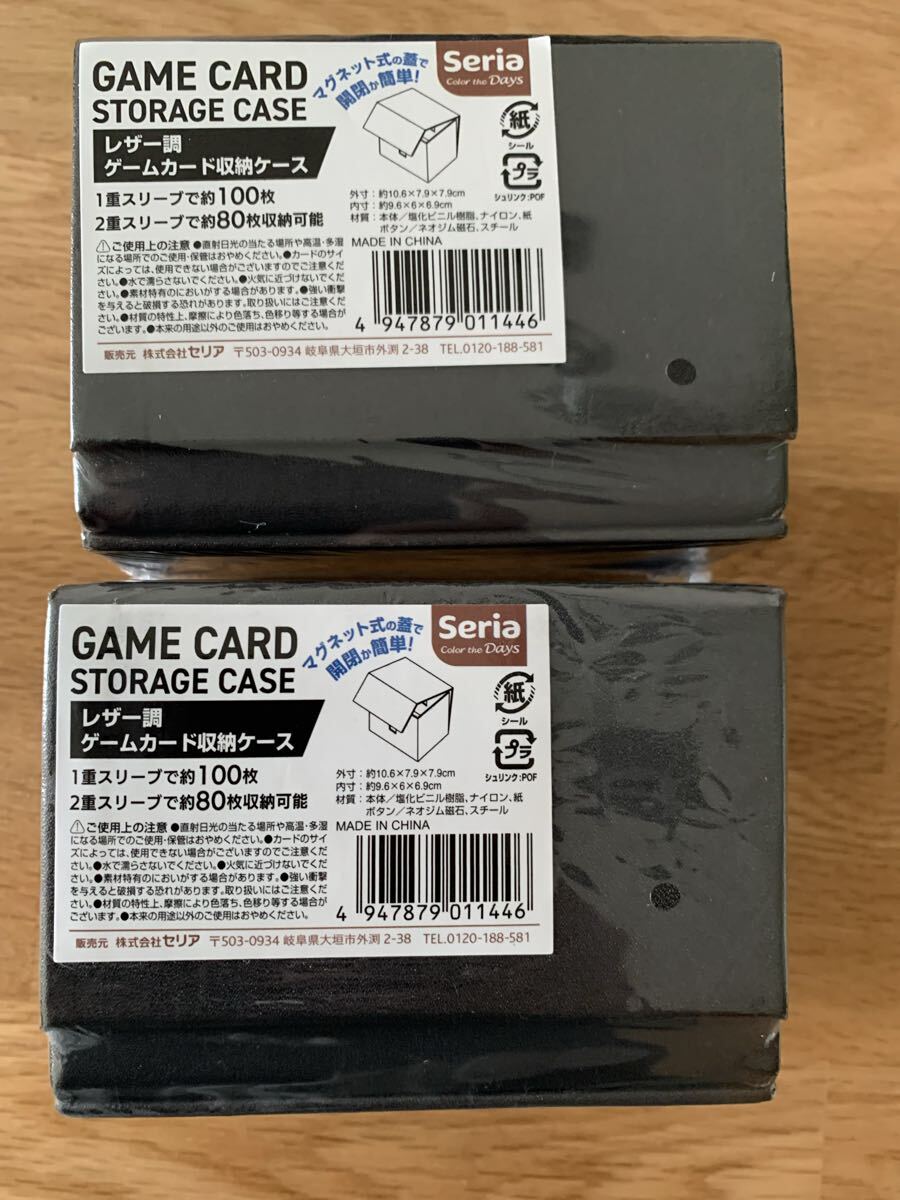 GAME CARD
STORAGE CASE
マグネット式の蓋で
開閉が簡単!
Seria
Color the Days
レザー調
ゲームカード収納ケース
1重スリーブで約100枚
2重スリーブで約80枚収納可能
紙
シール
プラ
シュリンク:POF
外寸:約10.6×7.9×7.9cm
内寸:約9.6×6×6.9cm
材質:本体/塩化ビニル樹脂、ナイロン、紙
ボタン/ネオジム磁石、スチール
MADE IN CHINA
⚠ご使用上の注意 ●直射日光の当たる場所や高温・多湿
になる場所でのご使用・保管はおやめください。●カードのサイ
ズによっては、使用できない場合がございますのでご注意くださ
い。●水で濡らさないでください。●火気に近づけないでくださ
い。●素材特有のにおいがする場合があります。●強い衝撃
を与えると破損する恐れがあります。取り扱いにはご注意くださ
い。●材質の特性上、摩擦により色落ち、色移り等する場合が
ございます。●本来の用途以外のご使用はおやめください。
4 947879 011446
販売元 株式会社セリア 〒503-0934 岐阜県大垣市外渕 2-38 TEL.0120-188-581
GAME CARD
STORAGE CASE
マグネット式の蓋で
開閉が簡単!
Seria
Color the Days
レザー調
ゲームカード収納ケース
1重スリーブで約100枚
2重スリーブで約80枚収納可能
紙
シール
プラ
シュリンク:POF
外寸:約10.6×7.9×7.9cm
内寸:約9.6×6×6.9cm
材質:本体/塩化ビニル樹脂、ナイロン、紙
ボタン/ネオジム磁石、スチール
MADE IN CHINA
⚠ご使用上の注意 ●直射日光の当たる場所や高温・多湿
になる場所でのご使用・保管はおやめください。●カードのサイ
ズによっては、使用できない場合がございますのでご注意くださ
い。●水で濡らさないでください。●火気に近づけないでくださ
い。●素材特有のにおいがする場合があります。●強い衝撃
を与えると破損する恐れがあります。取り扱いにはご注意くださ
い。●材質の特性上、摩擦により色落ち、色移り等する場合が
ございます。●本来の用途以外のご使用はおやめください。
4 947879 011446
販売元 株式会社セリア 〒503-0934 岐阜県大垣市外渕 2-38 TEL.0120-188-581